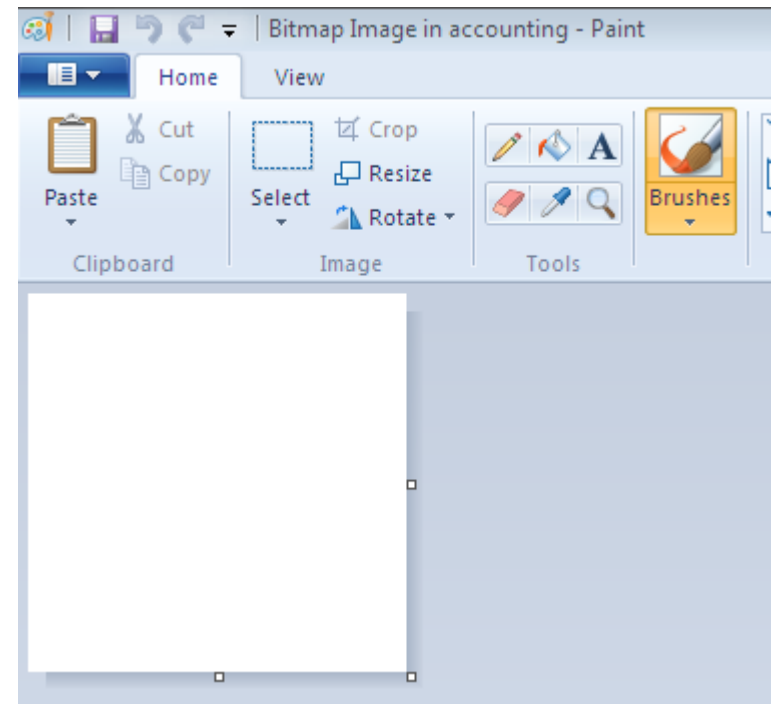 Bitmap Image in accounting - Paint
Home View
Cut
Copy
Paste
Clipboard
Crop
Resize
Rotate
Select
Image
A
Tools
Brushes